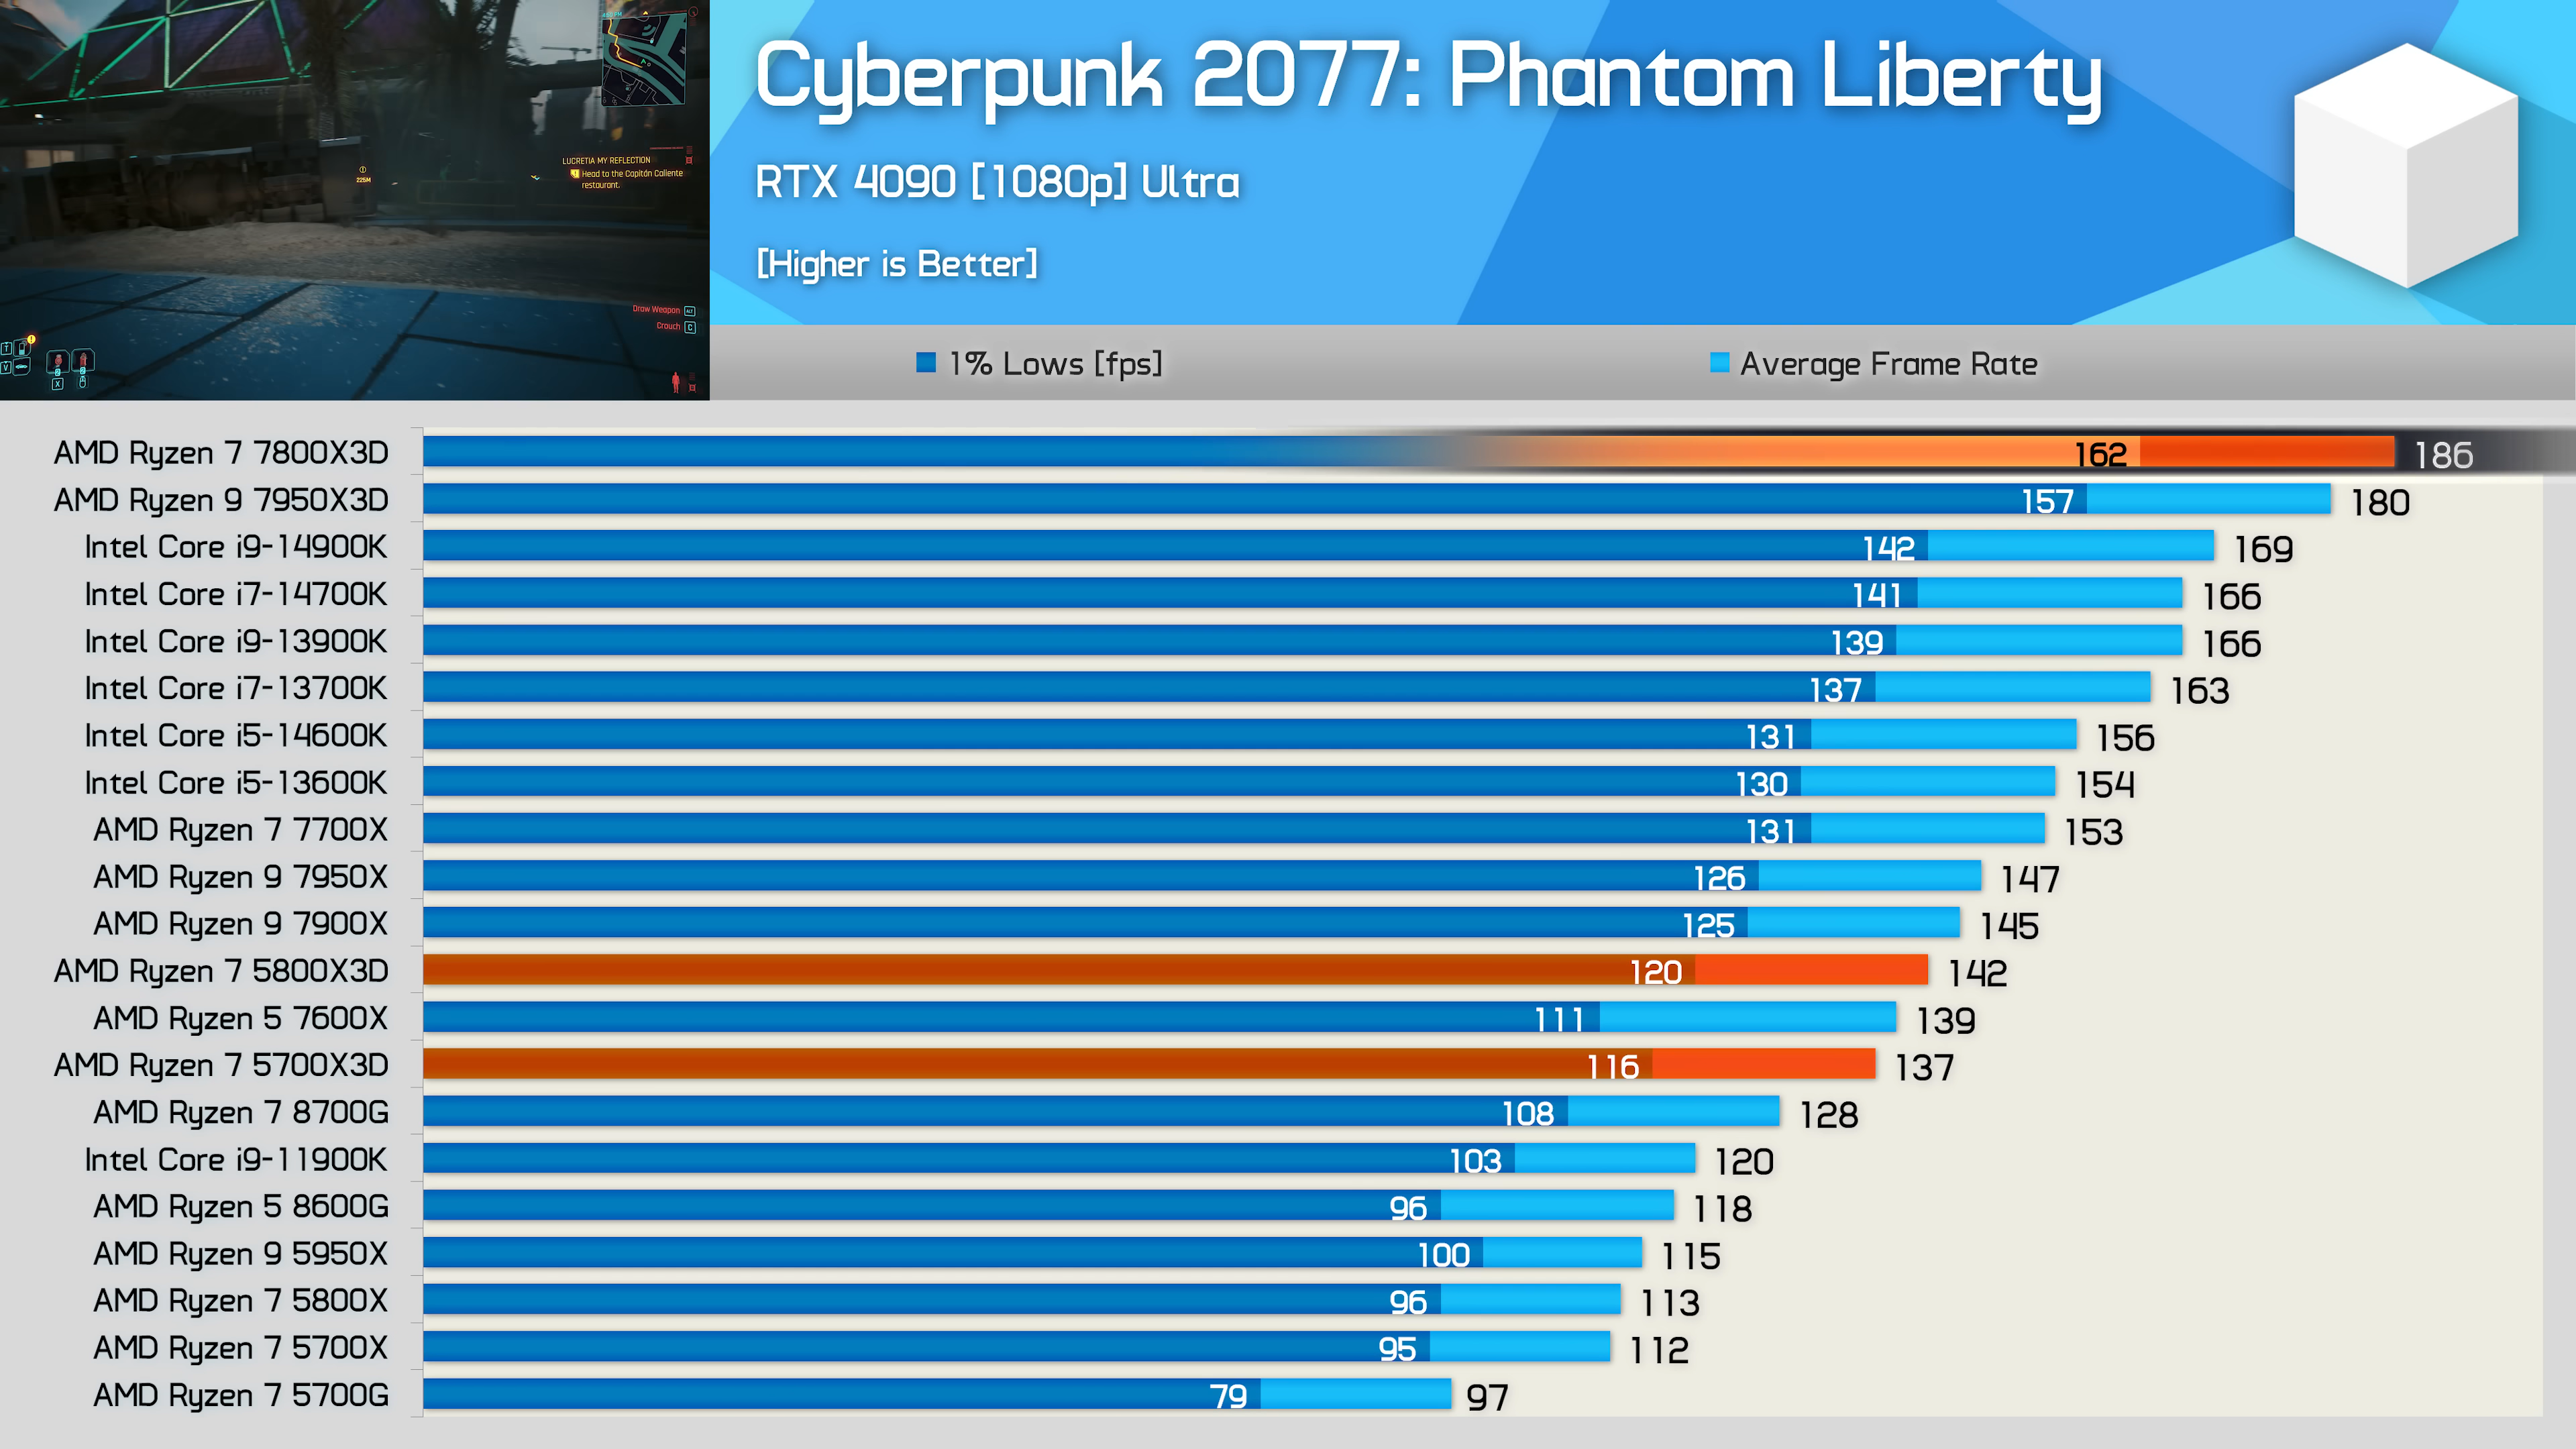 LUCRETIA MY REFLECTION
Head to the Capitán Caliente
restaurant.
225M
Draw Weapon ALT
Crouch C
T
V
X
Cyberpunk 2077: Phantom Liberty
RTX 4090 [1080p] Ultra
[Higher is Better]
1% Lows [fps] Average Frame Rate
AMD Ryzen 7 7800X3D 162 186
AMD Ryzen 9 7950X3D 157 180
Intel Core i9-14900K 142 169
Intel Core i7-14700K 141 166
Intel Core i9-13900K 139 166
Intel Core i7-13700K 137 163
Intel Core i5-14600K 131 156
Intel Core i5-13600K 130 154
AMD Ryzen 7 7700X 131 153
AMD Ryzen 9 7950X 126 147
AMD Ryzen 9 7900X 125 145
AMD Ryzen 7 5800X3D 120 142
AMD Ryzen 5 7600X 111 139
AMD Ryzen 7 5700X3D 116 137
AMD Ryzen 7 8700G 108 128
Intel Core i9-11900K 103 120
AMD Ryzen 5 8600G 96 118
AMD Ryzen 9 5950X 100 115
AMD Ryzen 7 5800X 96 113
AMD Ryzen 7 5700X 95 112
AMD Ryzen 7 5700G 79 97